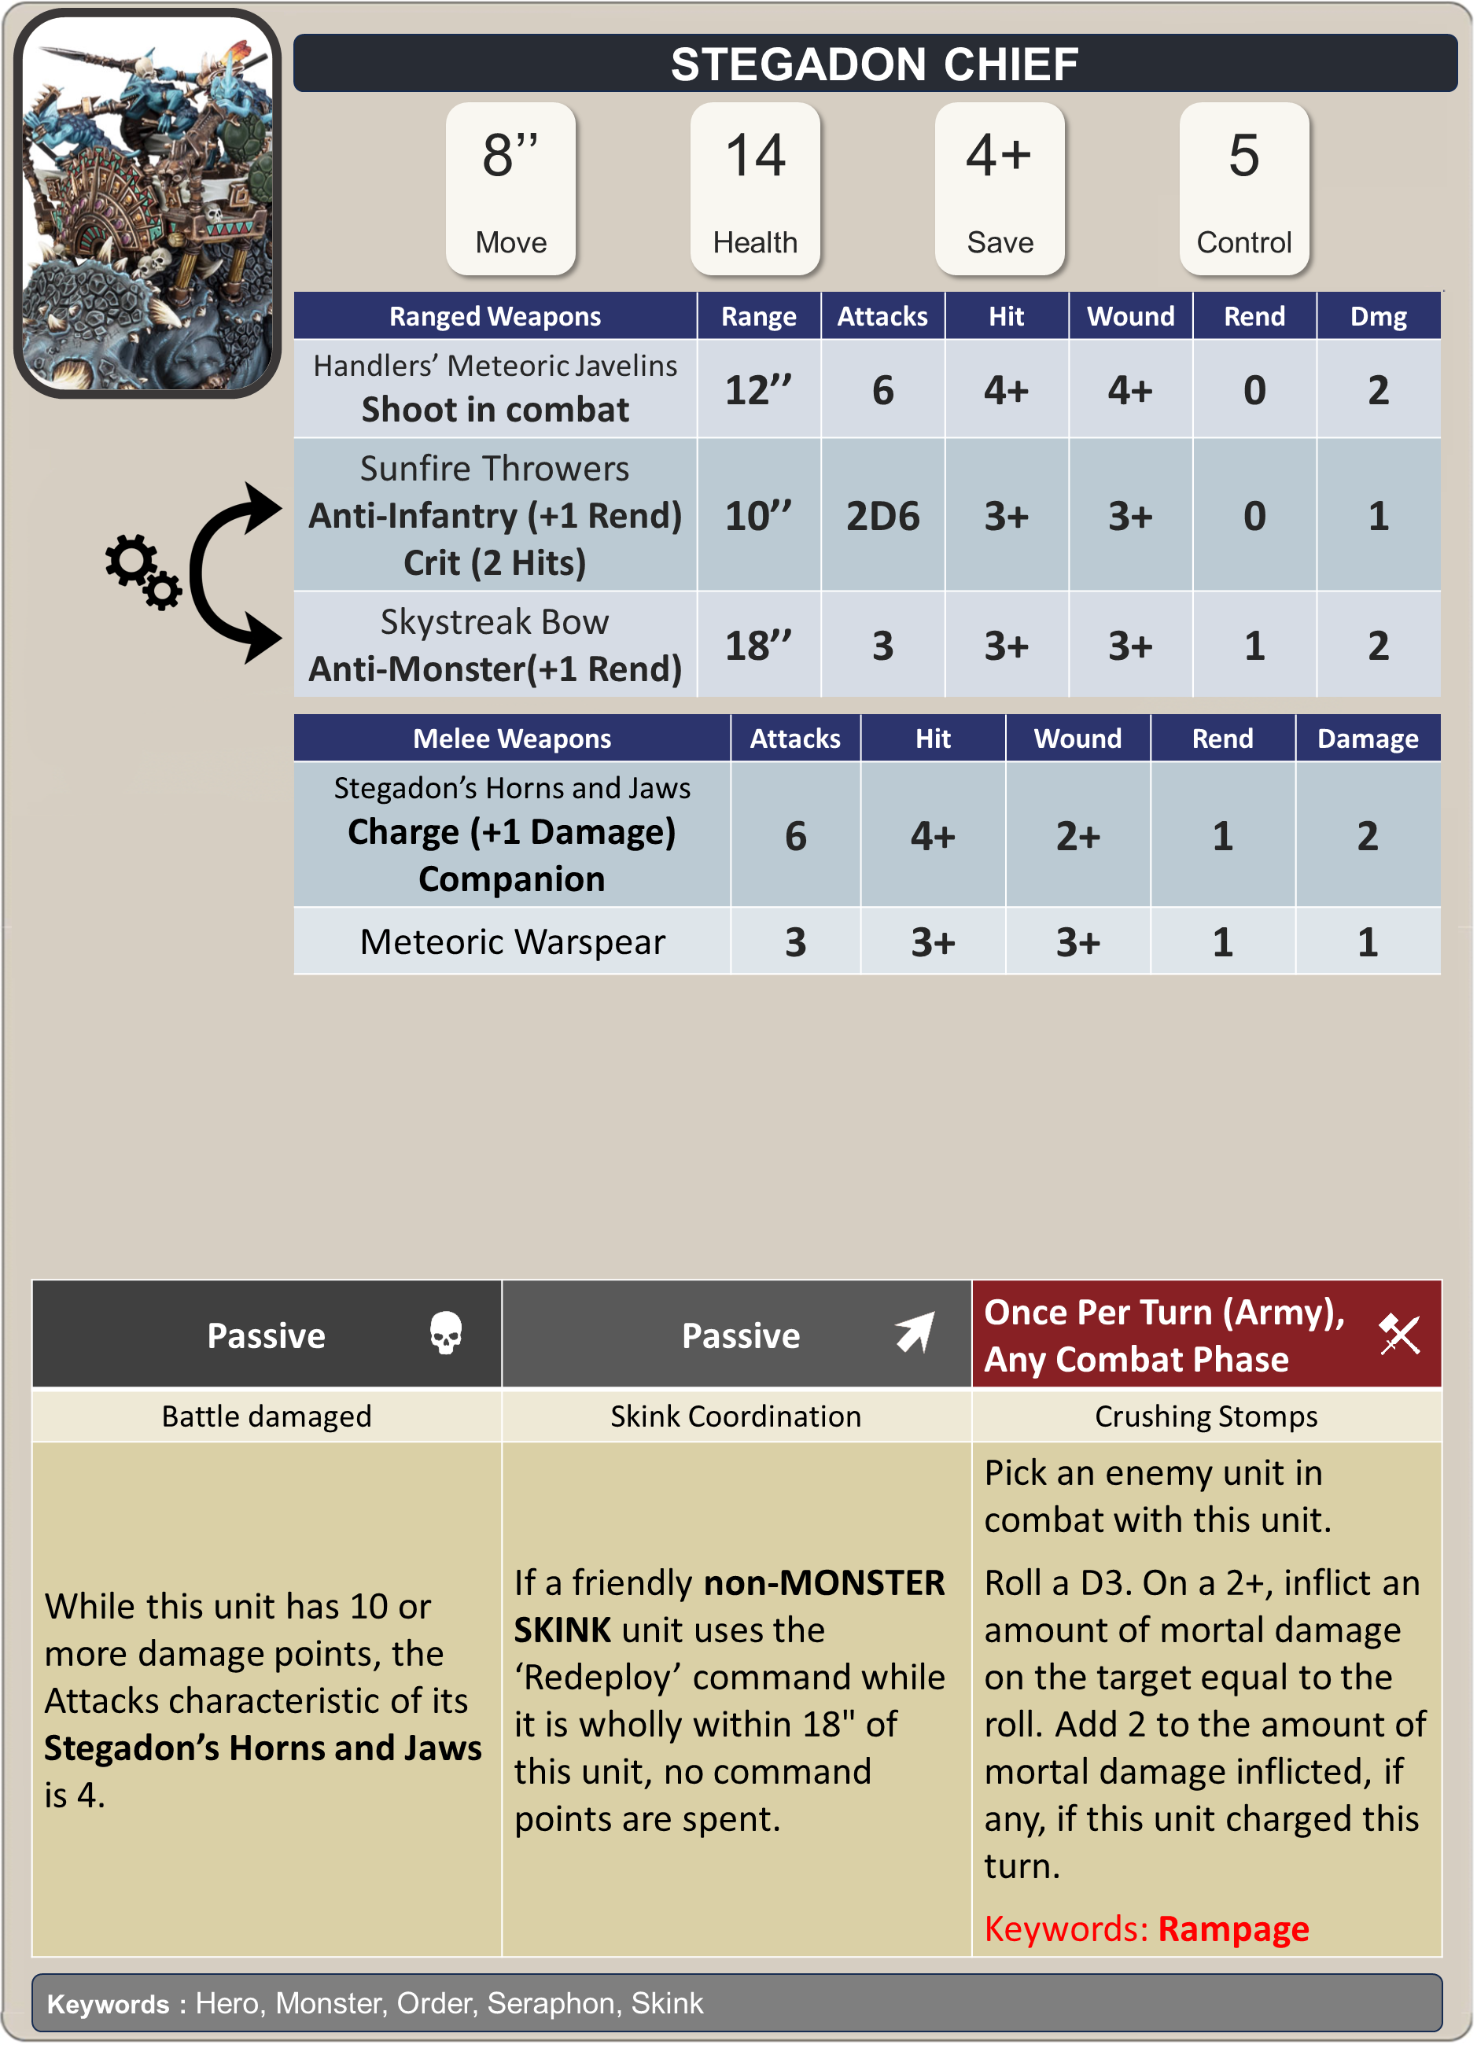 STEGADON CHIEF
8’’
Move
14
Health
4+
Save
5
Control
Ranged Weapons Range Attacks Hit Wound Rend Dmg
Handlers’ Meteoric Javelins
Shoot in combat
12’’ 6 4+ 4+ 0 2
Sunfire Throwers
Anti-Infantry (+1 Rend)
Crit (2 Hits)
10’’ 2D6 3+ 3+ 0 1
Skystreak Bow
Anti-Monster(+1 Rend)
18’’ 3 3+ 3+ 1 2
Melee Weapons Attacks Hit Wound Rend Damage
Stegadon’s Horns and Jaws
Charge (+1 Damage)
Companion
6 4+ 2+ 1 2
Meteoric Warspear 3 3+ 3+ 1 1
Passive
Battle damaged
While this unit has 10 or
more damage points, the
Attacks characteristic of its
Stegadon’s Horns and Jaws
is 4.
Passive
Skink Coordination
If a friendly non-MONSTER
SKINK unit uses the
‘Redeploy’ command while
it is wholly within 18" of
this unit, no command
points are spent.
Once Per Turn (Army),
Any Combat Phase
Crushing Stomps
Pick an enemy unit in
combat with this unit.
Roll a D3. On a 2+, inflict an
amount of mortal damage
on the target equal to the
roll. Add 2 to the amount of
mortal damage inflicted, if
any, if this unit charged this
turn.
Keywords: Rampage
Keywords : Hero, Monster, Order, Seraphon, Skink